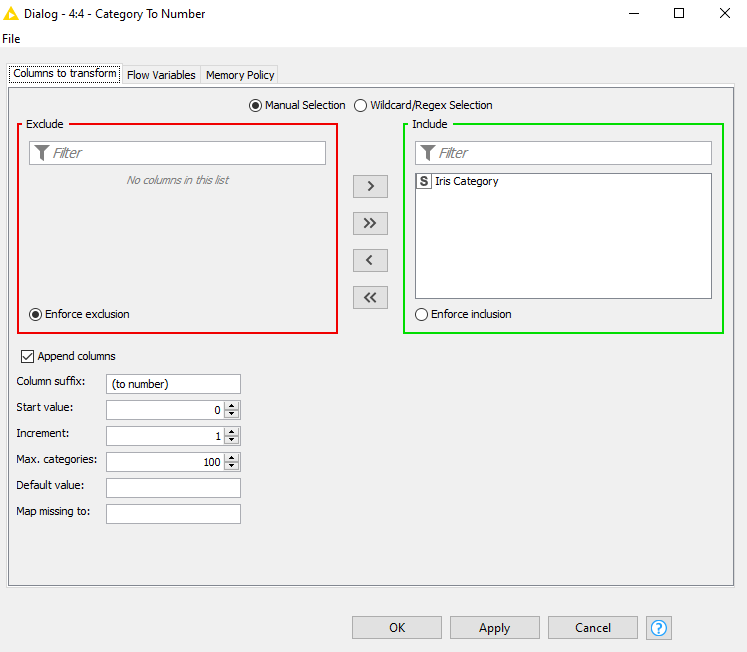 Dialog - 4:4 - Category To Number
File
Columns to transform Flow Variables Memory Policy
Manual Selection Wildcard/Regex Selection
Exclude
Filter
No columns in this list
Enforce exclusion
Include
Filter
S Iris Category
Enforce inclusion
Append columns
Column suffix: (to number)
Start value: 0
Increment: 1
Max. categories: 100
Default value:
Map missing to:
OK Apply Cancel ?